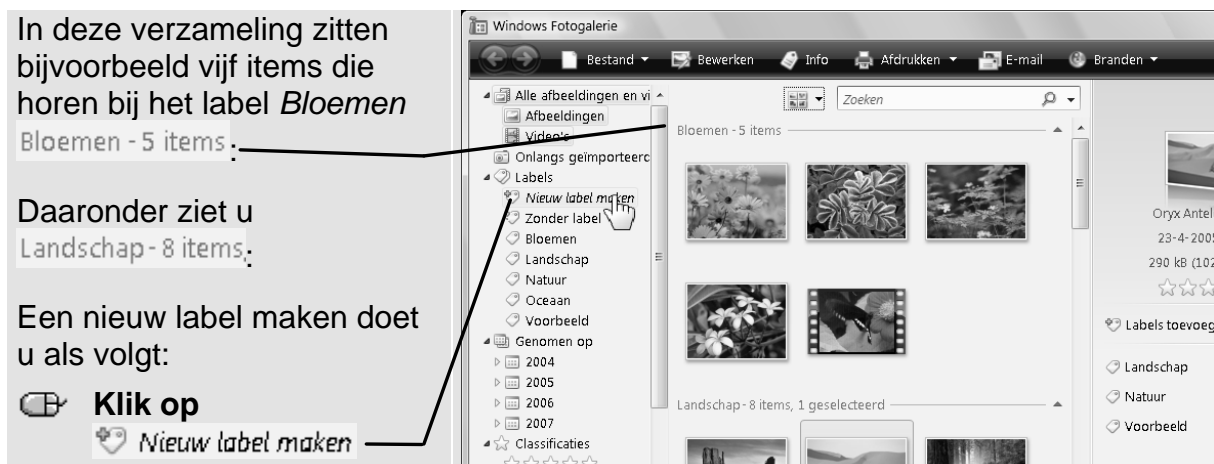 In deze verzameling zitten
bijvoorbeeld vijf items die
horen bij het label Bloemen
Bloemen - 5 items.
Daaronder ziet u
Landschap - 8 items.
Een nieuw label maken doet
u als volgt:
Klik op
Nieuw label maken
Windows Fotogalerie
Bestand Bewerken Info Afdrukken E-mail Branden
Alle afbeeldingen en vi
Afbeeldingen
Video's
Onlangs geïmporteerc
Labels
Nieuw label maken
Zonder label
Bloemen
Landschap
Natuur
Oceaan
Voorbeeld
Genomen op
2004
2005
2006
2007
Classificaties
Zoeken
Bloemen - 5 items
Landschap - 8 items, 1 geselecteerd
Oryx Antel
23-4-2005
290 kB (102
Labels toevoeg
Landschap
Natuur
Voorbeeld